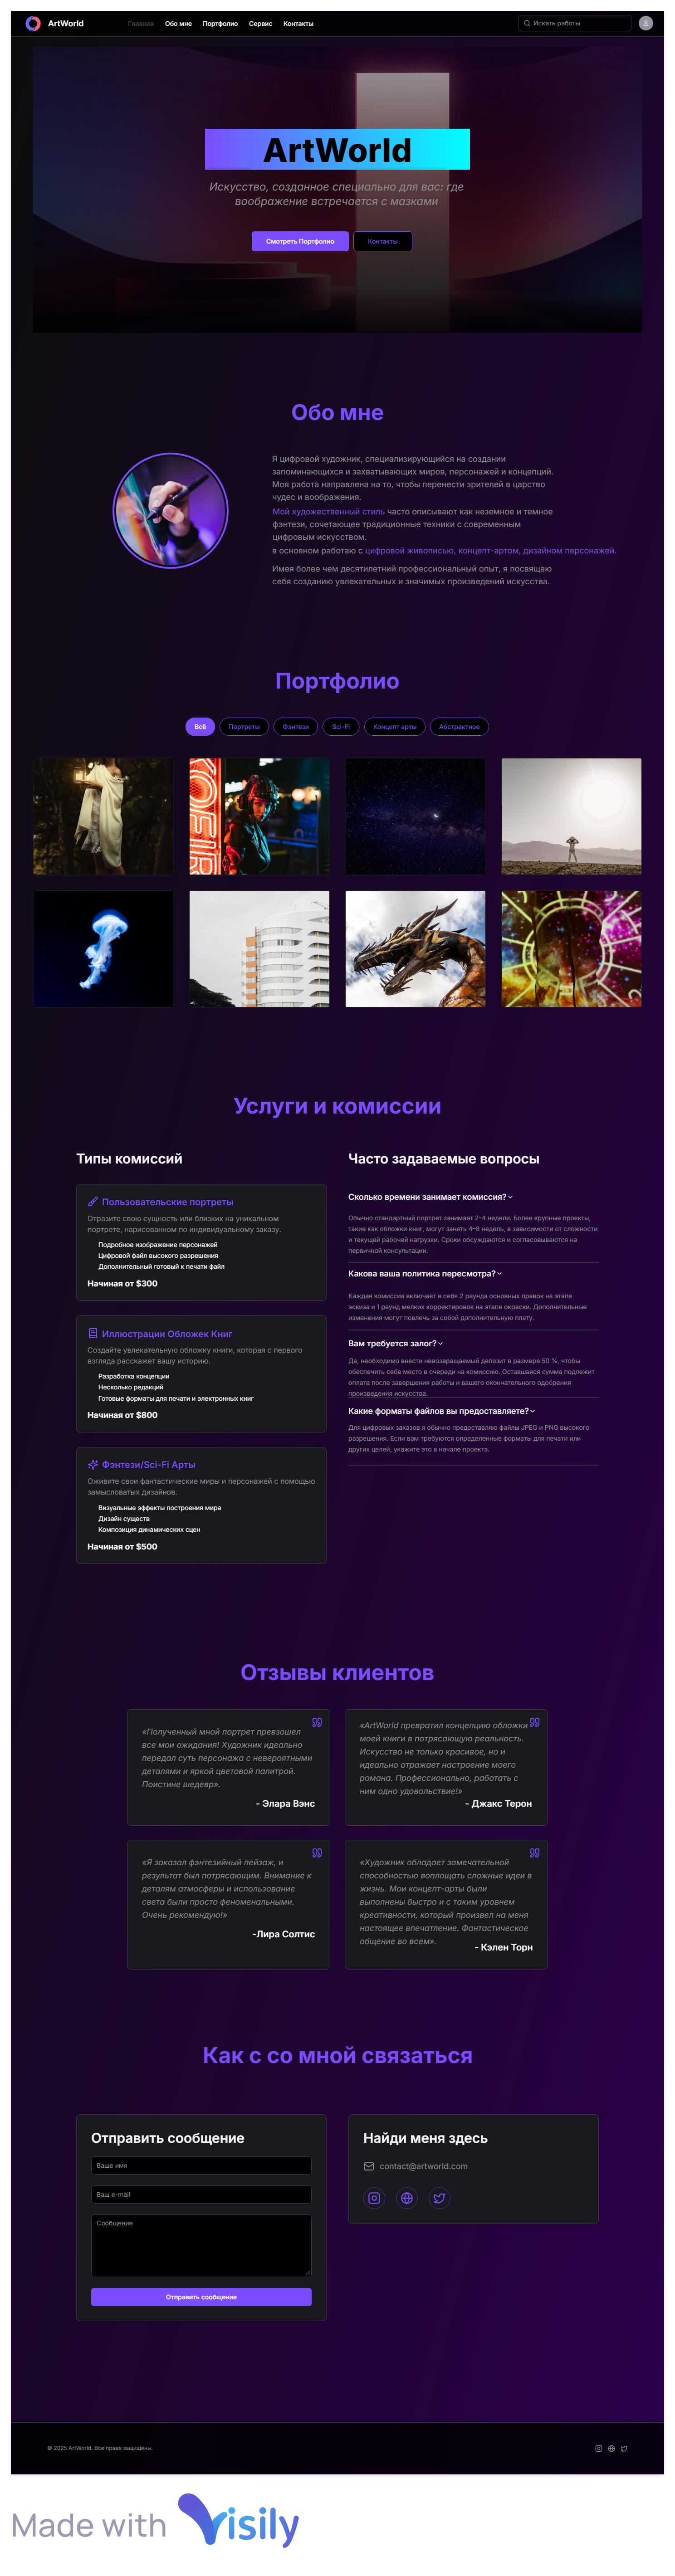 ArtWorld
Главная
Обо мне
Портфолио
Сервис
Контакты
Искать работы
ArtWorld
Искусство, созданное специально для вас: где
воображение встречается с мазками
Смотреть Портфолио
Контакты
Обо мне
Я цифровой художник, специализирующийся на создании
запоминающихся и захватывающих миров, персонажей и концепций.
Моя работа направлена на то, чтобы перенести зрителей в царство
чудес и воображения.
Мой художественный стиль часто описывают как неземное и темное
фэнтези, сочетающее традиционные техники с современным
цифровым искусством.
в основном работаю с цифровой живописью, концепт-артом, дизайном персонажей.
Имея более чем десятилетний профессиональный опыт, я посвящаю
себя созданию увлекательных и значимых произведений искусства.
Портфолио
Всё
Портреты
Фэнтези
Sci-Fi
Концепт арты
Абстрактное
Услуги и комиссии
Типы комиссий
Пользовательские портреты
Отразите свою сущность или близких на уникальном
портрете, нарисованном по индивидуальному заказу.
Подробное изображение персонажей
Цифровой файл высокого разрешения
Дополнительный готовый к печати файл
Начиная от $300
Иллюстрации Обложек Книг
Создайте увлекательную обложку книги, которая с первого
взгляда расскажет вашу историю.
Разработка концепции
Несколько редакций
Готовые форматы для печати и электронных книг
Начиная от $800
Фэнтези/Sci-Fi Арты
Оживите свои фантастические миры и персонажей с помощью
замысловатых дизайнов.
Визуальные эффекты построения мира
Дизайн существ
Композиция динамических сцен
Начиная от $500
Часто задаваемые вопросы
Сколько времени занимает комиссия?
Обычно стандартный портрет занимает 2-4 недели. Более крупные проекты,
такие как обложки книг, могут занять 4-8 недель, в зависимости от сложности
и текущей рабочей нагрузки. Сроки обсуждаются и согласовываются на
первичной консультации.
Какова ваша политика пересмотра?
Каждая комиссия включает в себя 2 раунда основных правок на этапе
эскиза и 1 раунд мелких корректировок на этапе окраски. Дополнительные
изменения могут повлечь за собой дополнительную плату.
Вам требуется залог?
Да, необходимо внести невозвращаемый депозит в размере 50 %, чтобы
обеспечить себе место в очереди на комиссию. Оставшаяся сумма подлежит
оплате после завершения работы и вашего окончательного одобрения
произведения искусства.
Какие форматы файлов вы предоставляете?
Для цифровых заказов я обычно предоставляю файлы JPEG и PNG высокого
разрешения. Если вам требуются определенные форматы для печати или
других целей, укажите это в начале проекта.
Отзывы клиентов
«Полученный мной портрет превзошел
все мои ожидания! Художник идеально
передал суть персонажа с невероятными
деталями и яркой цветовой палитрой.
Поистине шедевр».
- Элара Вэнс
«ArtWorld превратил концепцию обложки
моей книги в потрясающую реальность.
Искусство не только красивое, но и
идеально отражает настроение моего
романа. Профессионально, работать с
ним одно удовольствие!»
- Джакс Терон
«Я заказал фэнтезийный пейзаж, и
результат был потрясающим. Внимание к
деталям атмосферы и использование
света были просто феноменальными.
Очень рекомендую!»
-Лира Солтис
«Художник обладает замечательной
способностью воплощать сложные идеи в
жизнь. Мои концепт-арты были
выполнены быстро и с таким уровнем
креативности, который произвел на меня
настоящее впечатление. Фантастическое
общение во всем».
- Кэлен Торн
Как с со мной связаться
Отправить сообщение
Ваше имя
Ваш e-mail
Сообщение
Отправить сообщение
Найди меня здесь
contact@artworld.com
© 2025 ArtWorld. Все права защищены.
Made with Visily